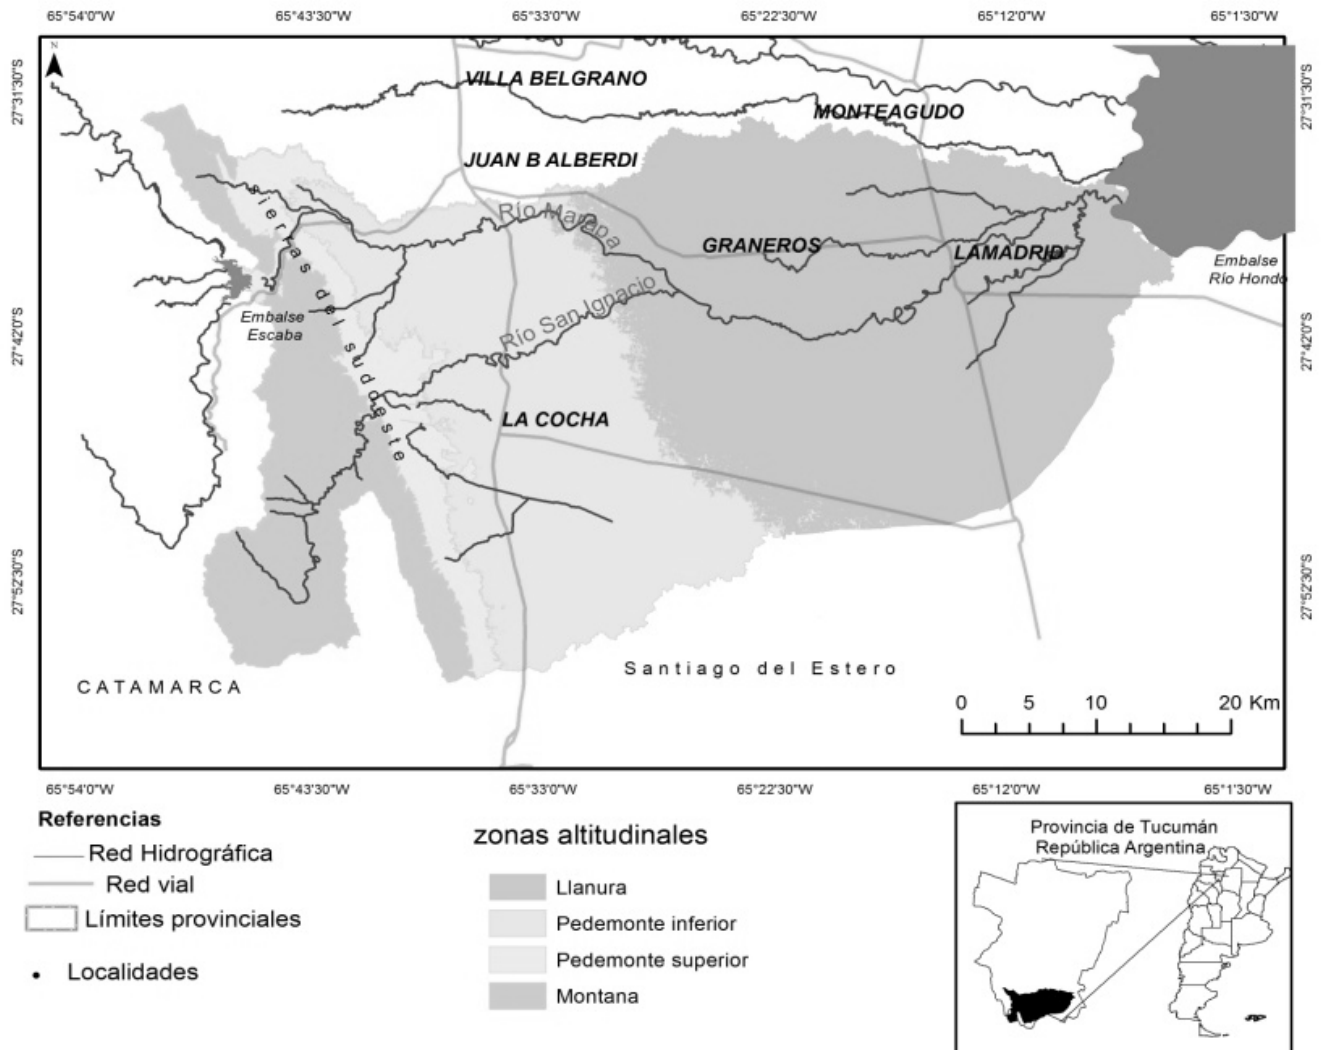 65°54'0"W 65°43'30"W 65°33'0"W 65°22'30"W 65°12'0"W 65°1'30"W
N
27°31'30"S
27°31'30"S
VILLA BELGRANO
MONTEAGUDO
JUAN B ALBERDI
sierras del sudoeste
Río Marapa
GRANEROS
LAMADRID
Embalse
Río Hondo
Río San Ignacio
Embalse
Escaba
27°42'0"S
27°42'0"S
LA COCHA
27°52'30"S
27°52'30"S
Santiago del Estero
CATAMARCA
0 5 10 20 Km
65°54'0"W 65°43'30"W 65°33'0"W 65°22'30"W 65°12'0"W 65°1'30"W
Referencias
Red Hidrográfica
Red vial
Límites provinciales
Localidades
zonas altitudinales
Llanura
Pedemonte inferior
Pedemonte superior
Montana
Provincia de Tucumán
República Argentina